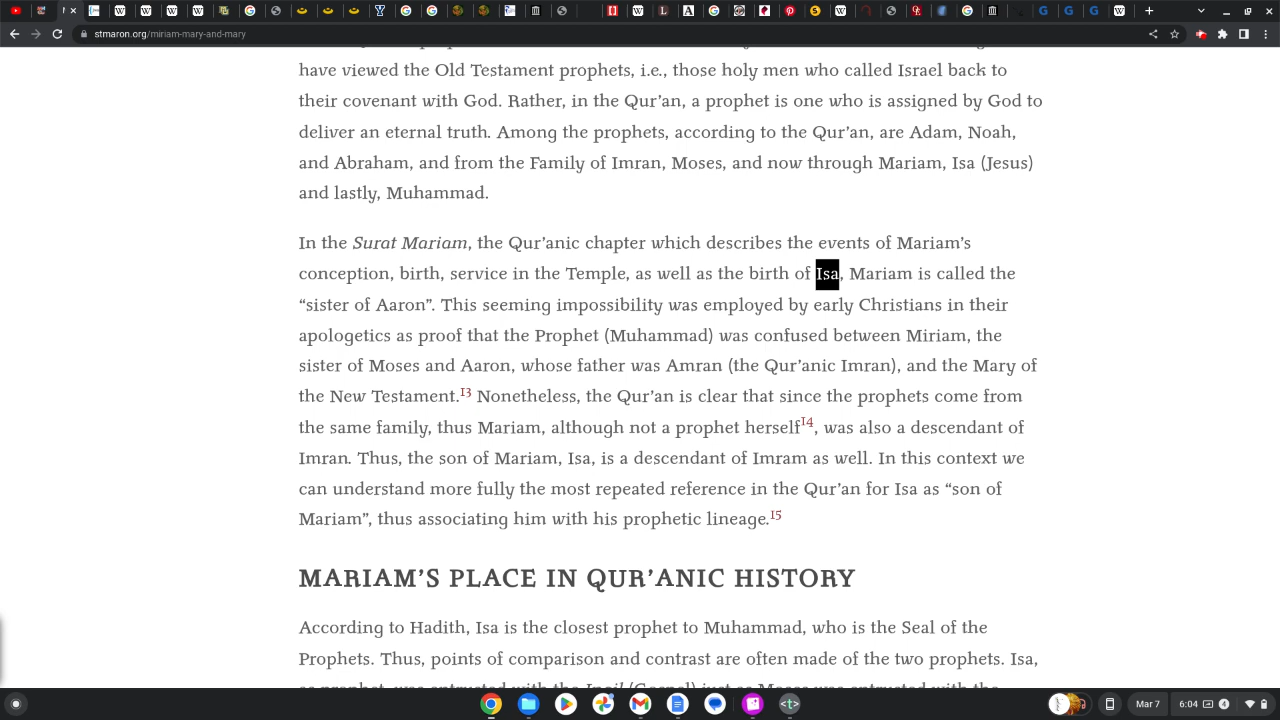 stmaron.org/miriam-mary-and-mary
have viewed the Old Testament prophets, i.e., those holy men who called Israel back to
their covenant with God. Rather, in the Qur’an, a prophet is one who is assigned by God to
deliver an eternal truth. Among the prophets, according to the Qur’an, are Adam, Noah,
and Abraham, and from the Family of Imran, Moses, and now through Mariam, Isa (Jesus)
and lastly, Muhammad.
In the Surat Mariam, the Qur’anic chapter which describes the events of Mariam’s
conception, birth, service in the Temple, as well as the birth of Isa, Mariam is called the
“sister of Aaron”. This seeming impossibility was employed by early Christians in their
apologetics as proof that the Prophet (Muhammad) was confused between Miriam, the
sister of Moses and Aaron, whose father was Amran (the Qur’anic Imran), and the Mary of
the New Testament.13 Nonetheless, the Qur’an is clear that since the prophets come from
the same family, thus Mariam, although not a prophet herself14, was also a descendant of
Imran. Thus, the son of Mariam, Isa, is a descendant of Imram as well. In this context we
can understand more fully the most repeated reference in the Qur’an for Isa as “son of
Mariam”, thus associating him with his prophetic lineage.15
MARIAM’S PLACE IN QUR’ANIC HISTORY
According to Hadith, Isa is the closest prophet to Muhammad, who is the Seal of the
Prophets. Thus, points of comparison and contrast are often made of the two prophets. Isa,
Mar 7 6:04